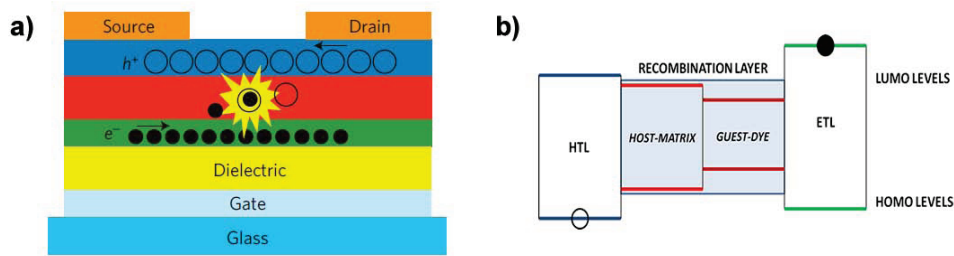 a)
Source
Drain
h+
e−
Dielectric
Gate
Glass
b)
RECOMBINATION LAYER
LUMO LEVELS
HTL
HOST-MATRIX
GUEST-DYE
ETL
HOMO LEVELS